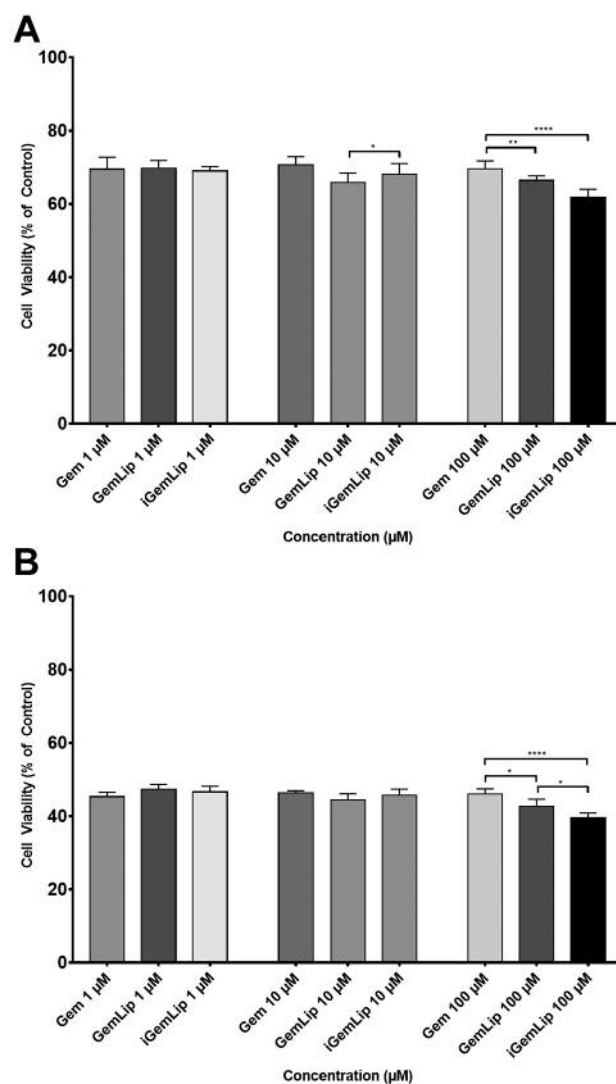 A
100
80
60
40
20
0
Cell Viability (% of Control)
*
**
****
Gem 1 µM
GemLip 1 µM
iGemLip 1 µM
Gem 10 µM
GemLip 10 µM
iGemLip 10 µM
Gem 100 µM
GemLip 100 µM
iGemLip 100 µM
Concentration (µM)
B
100
80
60
40
20
0
Cell Viability (% of Control)
****
*
*
Gem 1 µM
GemLip 1 µM
iGemLip 1 µM
Gem 10 µM
GemLip 10 µM
iGemLip 10 µM
Gem 100 µM
GemLip 100 µM
iGemLip 100 µM
Concentration (µM)